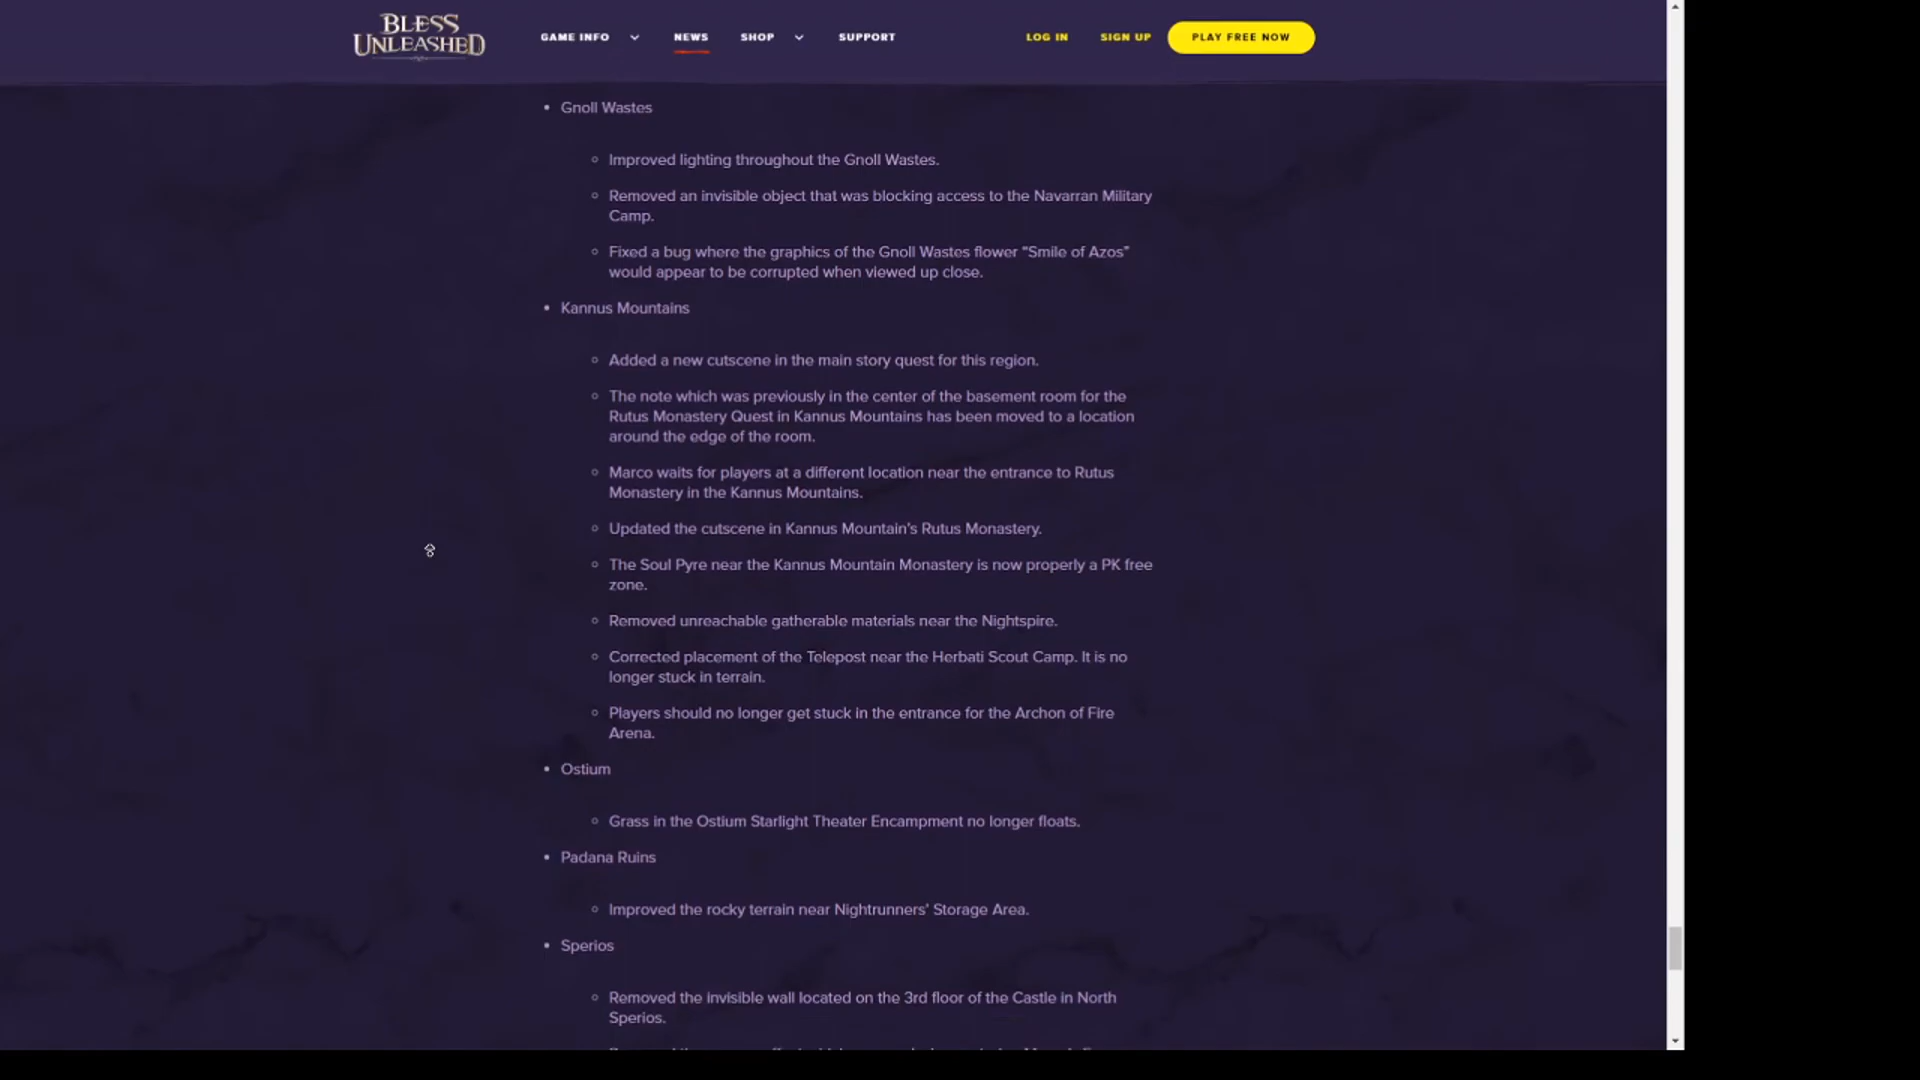 BLESS
UNLEASHED
GAME INFO
NEWS
SHOP
SUPPORT
LOG IN
SIGN UP
PLAY FREE NOW
• Gnoll Wastes
◦ Improved lighting throughout the Gnoll Wastes.
◦ Removed an invisible object that was blocking access to the Navarran Military
Camp.
◦ Fixed a bug where the graphics of the Gnoll Wastes flower "Smile of Azos"
would appear to be corrupted when viewed up close.
• Kannus Mountains
◦ Added a new cutscene in the main story quest for this region.
◦ The note which was previously in the center of the basement room for the
Rutus Monastery Quest in Kannus Mountains has been moved to a location
around the edge of the room.
◦ Marco waits for players at a different location near the entrance to Rutus
Monastery in the Kannus Mountains.
◦ Updated the cutscene in Kannus Mountain's Rutus Monastery.
◦ The Soul Pyre near the Kannus Mountain Monastery is now properly a PK free
zone.
◦ Removed unreachable gatherable materials near the Nightspire.
◦ Corrected placement of the Telepost near the Herbati Scout Camp. It is no
longer stuck in terrain.
◦ Players should no longer get stuck in the entrance for the Archon of Fire
Arena.
• Ostium
◦ Grass in the Ostium Starlight Theater Encampment no longer floats.
• Padana Ruins
◦ Improved the rocky terrain near Nightrunners' Storage Area.
• Sperios
◦ Removed the invisible wall located on the 3rd floor of the Castle in North
Sperios.